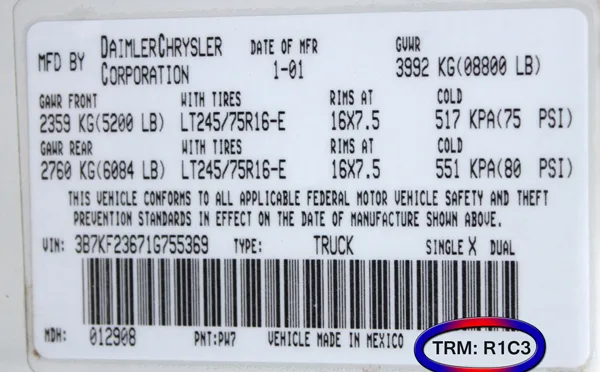 MFD BY DAIMLERCHRYSLER CORPORATION DATE OF MFR 1-01 GVWR 3992 KG(08800 LB)
GAWR FRONT WITH TIRES RIMS AT COLD
2359 KG(5200 LB) LT245/75R16-E 16X7.5 517 KPA(75 PSI)
GAWR REAR WITH TIRES RIMS AT COLD
2760 KG(6084 LB) LT245/75R16-E 16X7.5 551 KPA(80 PSI)
THIS VEHICLE CONFORMS TO ALL APPLICABLE FEDERAL MOTOR VEHICLE SAFETY AND THEFT
PREVENTION STANDARDS IN EFFECT ON THE DATE OF MANUFACTURE SHOWN ABOVE.
VIN: 3B7KF23671G755369 TYPE: TRUCK SINGLE X DUAL
MDH: 012908 PNT:PW7 VEHICLE MADE IN MEXICO TRM: R1C3